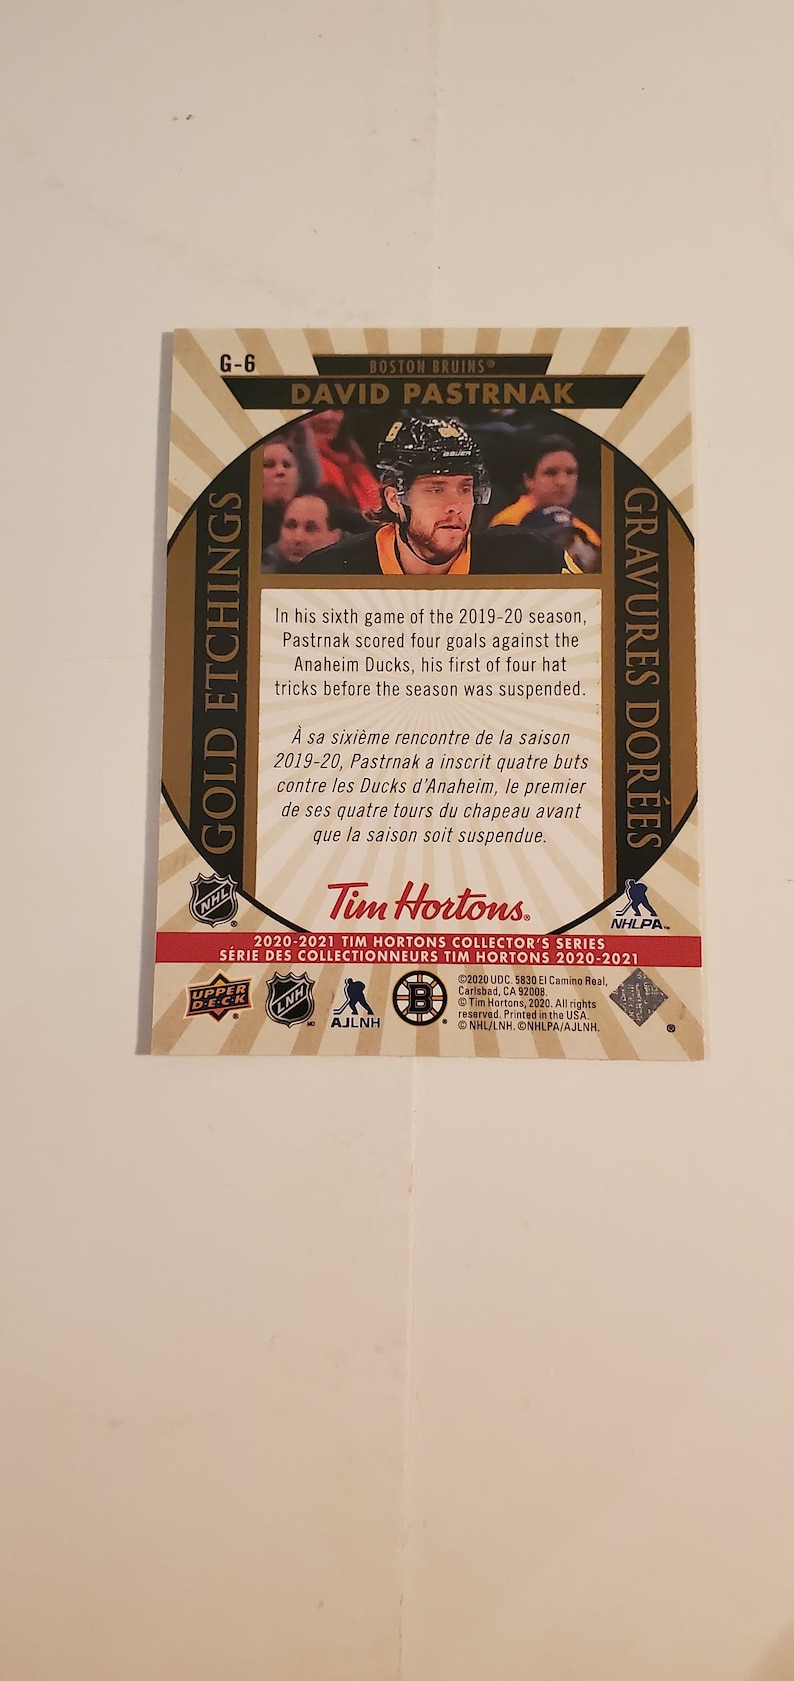 G-6
BOSTON BRUINS®
DAVID PASTRNAK
8
BAUER
GOLD ETCHINGS
GRAVURES DORÉES
In his sixth game of the 2019-20 season,
Pastrnak scored four goals against the
Anaheim Ducks, his first of four hat
tricks before the season was suspended.
À sa sixième rencontre de la saison
2019-20, Pastrnak a inscrit quatre buts
contre les Ducks d'Anaheim, le premier
de ses quatre tours du chapeau avant
que la saison soit suspendue.
NHL ®
Tim Hortons®
NHLPA™
2020-2021 TIM HORTONS COLLECTOR'S SERIES
SÉRIE DES COLLECTIONNEURS TIM HORTONS 2020-2021
UPPER
DECK ®
LNH MD
AJLNH
B ®
©2020 UDC. 5830 El Camino Real,
Carlsbad, CA 92008.
© Tim Hortons, 2020. All rights
reserved. Printed in the USA.
© NHL/LNH. ©NHLPA/AJLNH.
®